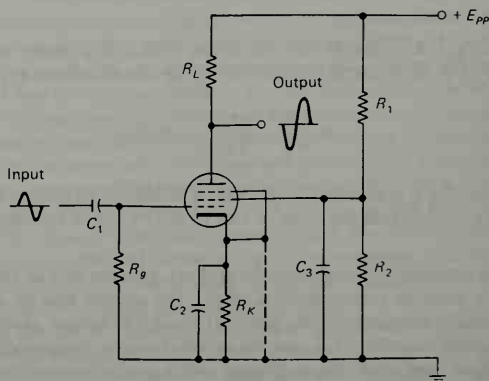 + E_PP
R_L
Output
R_1
Input
C_1
R_g
C_2
R_K
C_3
R_2